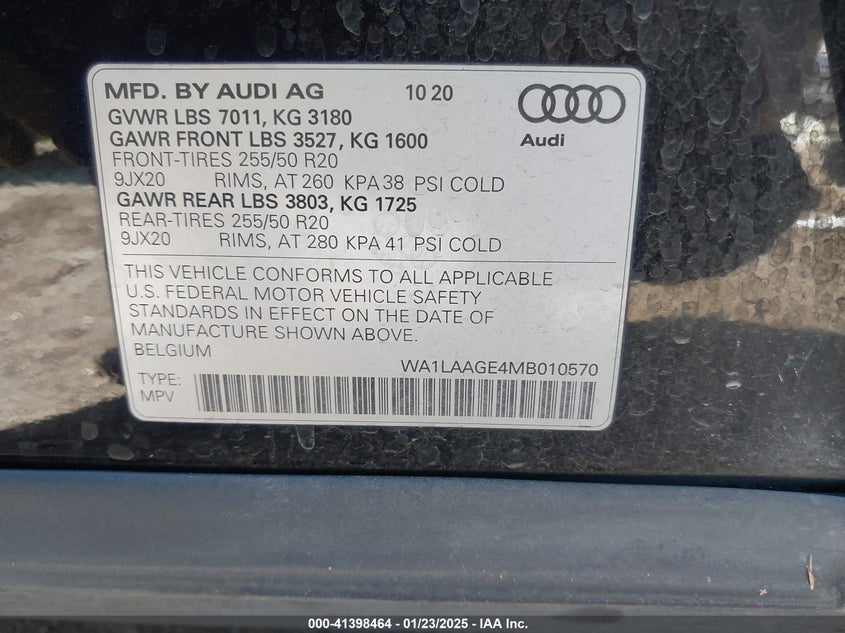 MFD. BY AUDI AG 10 20
GVWR LBS 7011, KG 3180
GAWR FRONT LBS 3527, KG 1600
Audi
FRONT-TIRES 255/50 R20
9JX20 RIMS, AT 260 KPA 38 PSI COLD
GAWR REAR LBS 3803, KG 1725
REAR-TIRES 255/50 R20
9JX20 RIMS, AT 280 KPA 41 PSI COLD
THIS VEHICLE CONFORMS TO ALL APPLICABLE
U.S. FEDERAL MOTOR VEHICLE SAFETY
STANDARDS IN EFFECT ON THE DATE OF
MANUFACTURE SHOWN ABOVE.
BELGIUM WA1LAAGE4MB010570
TYPE:
MPV
000-41398464 - 01/23/2025 - IAA Inc.